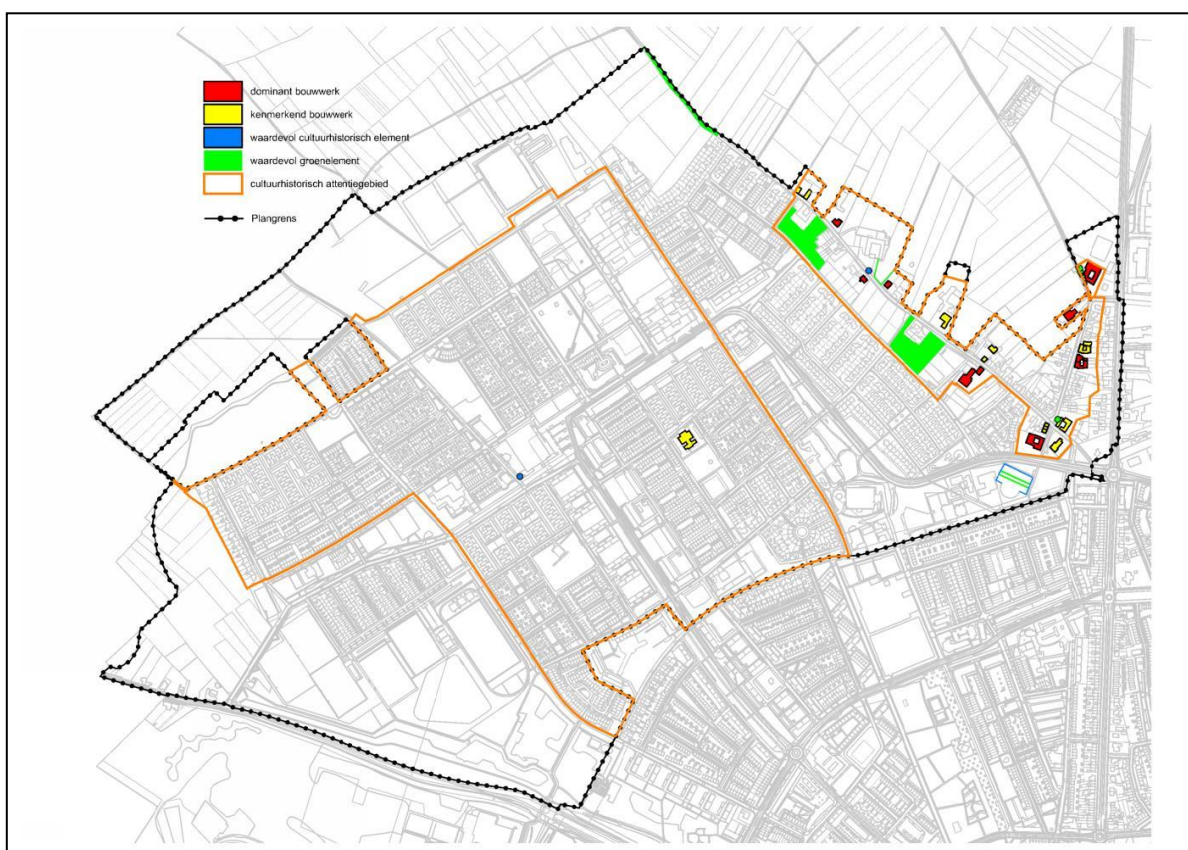 dominant bouwwerk
kenmerkend bouwwerk
waardevol cultuurhistorisch element
waardevol groenelement
cultuurhistorisch attentiegebied
Plangrens